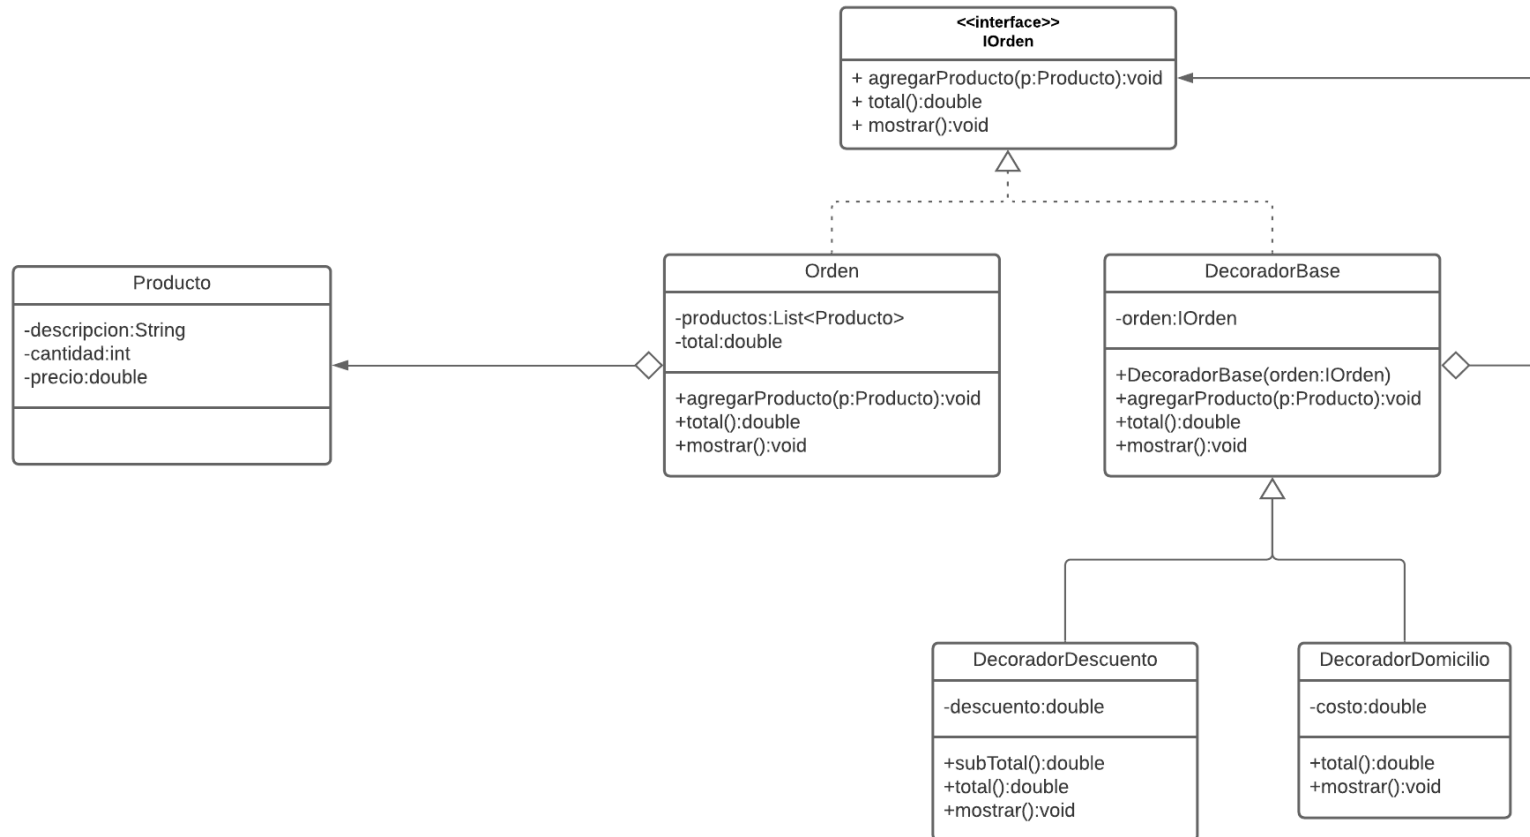 <<interface>>
IOrden
+ agregarProducto(p:Producto):void
+ total():double
+ mostrar():void
Producto
-descripcion:String
-cantidad:int
-precio:double
Orden
-productos:List<Producto>
-total:double
+agregarProducto(p:Producto):void
+total():double
+mostrar():void
DecoradorBase
-orden:IOrden
+DecoradorBase(orden:IOrden)
+agregarProducto(p:Producto):void
+total():double
+mostrar():void
DecoradorDescuento
-descuento:double
+subTotal():double
+total():double
+mostrar():void
DecoradorDomicilio
-costo:double
+total():double
+mostrar():void